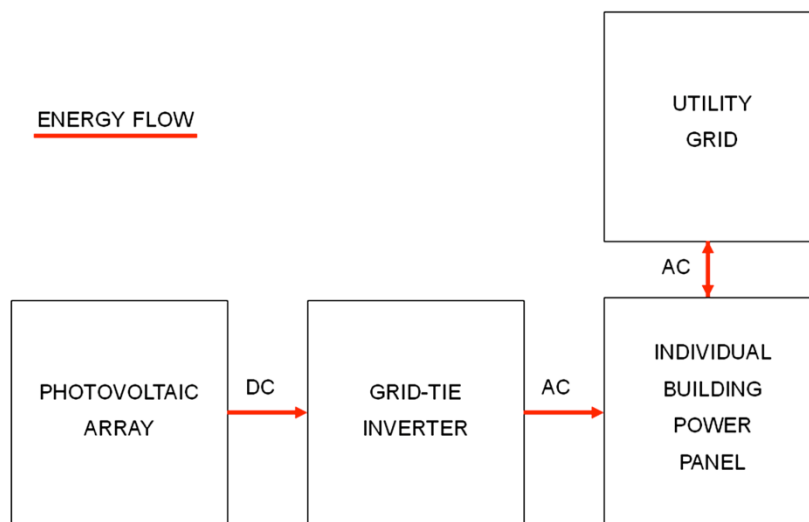 UTILITY
GRID
ENERGY FLOW
AC
PHOTOVOLTAIC
ARRAY
DC
GRID-TIE
INVERTER
AC
INDIVIDUAL
BUILDING
POWER
PANEL